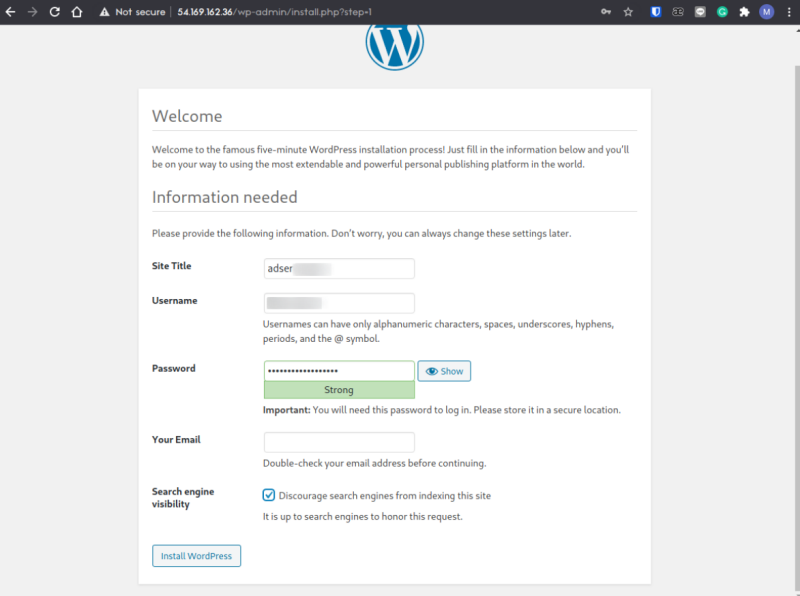 Not secure
54.169.162.36/wp-admin/install.php?step=1
M
Welcome
Welcome to the famous five-minute WordPress installation process! Just fill in the information below and you'll
be on your way to using the most extendable and powerful personal publishing platform in the world.
Information needed
Please provide the following information. Don't worry, you can always change these settings later.
Site Title
adser
Username
Usernames can have only alphanumeric characters, spaces, underscores, hyphens,
periods, and the @ symbol.
Password
••••••••••••••••••
Show
Strong
Important: You will need this password to log in. Please store it in a secure location.
Your Email
Double-check your email address before continuing.
Search engine
visibility
Discourage search engines from indexing this site
It is up to search engines to honor this request.
Install WordPress